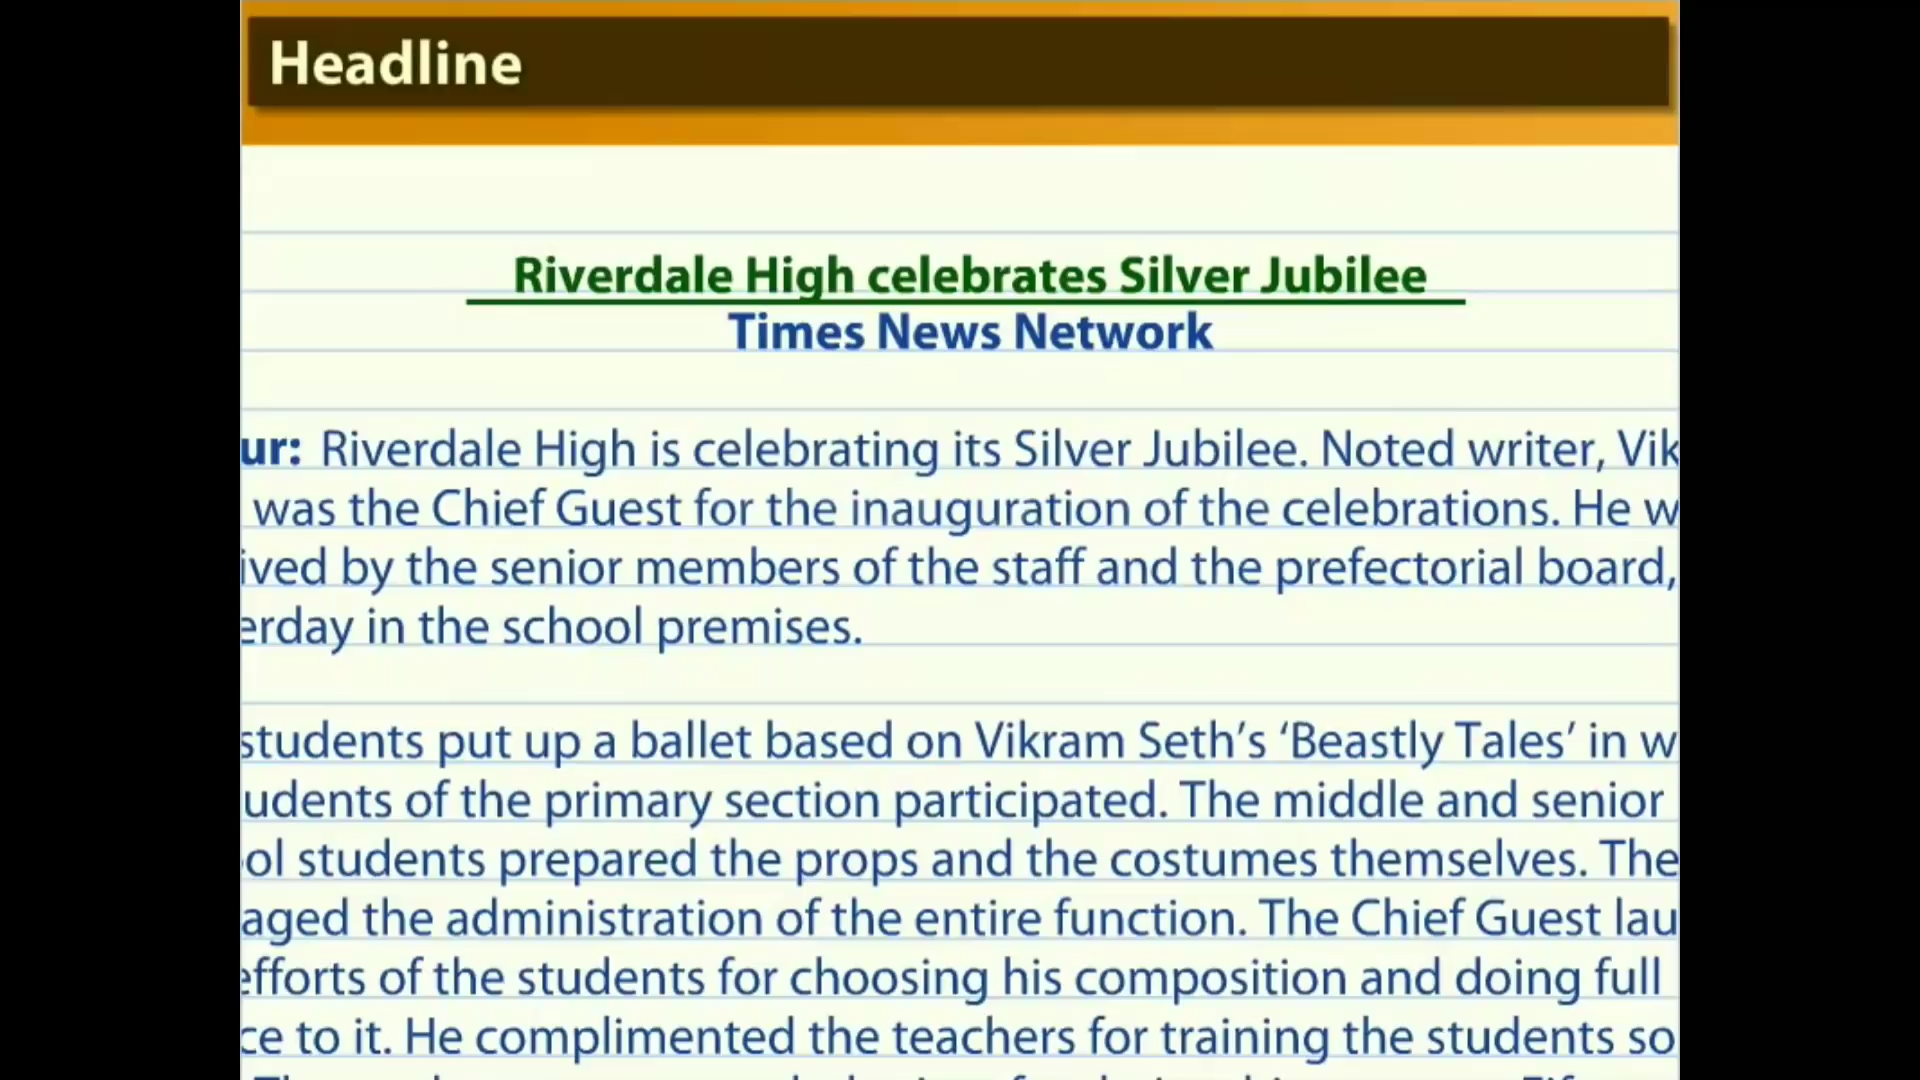 Headline
Riverdale High celebrates Silver Jubilee
Times News Network
ur: Riverdale High is celebrating its Silver Jubilee. Noted writer, Vik
was the Chief Guest for the inauguration of the celebrations. He w
ived by the senior members of the staff and the prefectorial board,
erday in the school premises.
students put up a ballet based on Vikram Seth’s ‘Beastly Tales’ in w
udents of the primary section participated. The middle and senior
ol students prepared the props and the costumes themselves. The
aged the administration of the entire function. The Chief Guest lau
efforts of the students for choosing his composition and doing full
ce to it. He complimented the teachers for training the students so